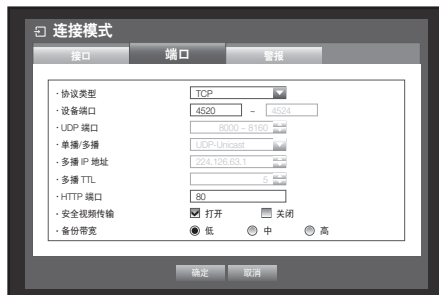 连接模式
接口 端口 警报
·协议类型 TCP
·设备端口 4520 ~ 4524
·UDP 端口 8000 ~ 8160
·单播/多播 UDP-Unicast
·多播 IP 地址 224.126.63.1
·多播 TTL 5
·HTTP 端口 80
·安全视频传输 打开 关闭
·备份带宽 低 中 高
确定 取消